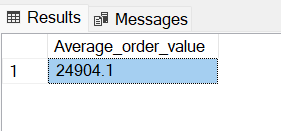 Results Messages
Average_order_value
1 24904.1